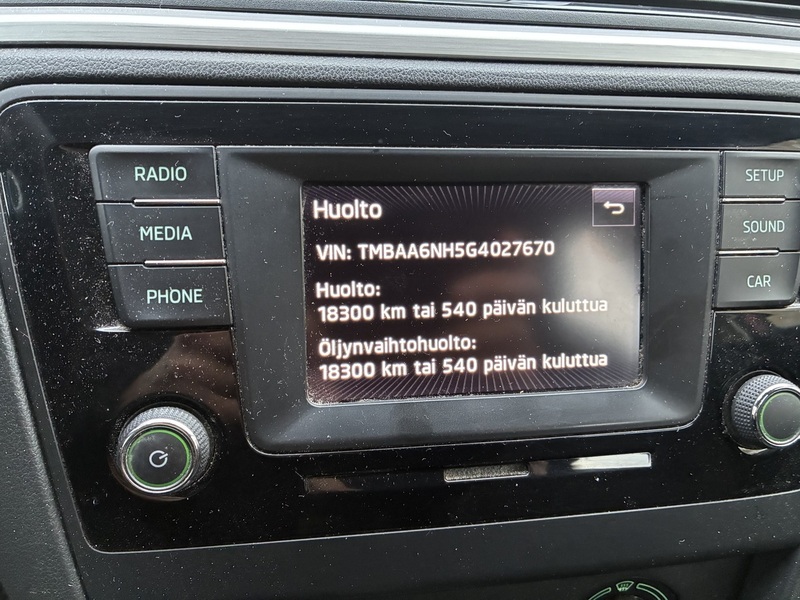 RADIO
MEDIA
PHONE
Huolto
VIN: TMBAA6NH5G4027670
Huolto:
18300 km tai 540 päivän kuluttua
Öljynvaihtohuolto:
18300 km tai 540 päivän kuluttua
SETUP
SOUND
CAR